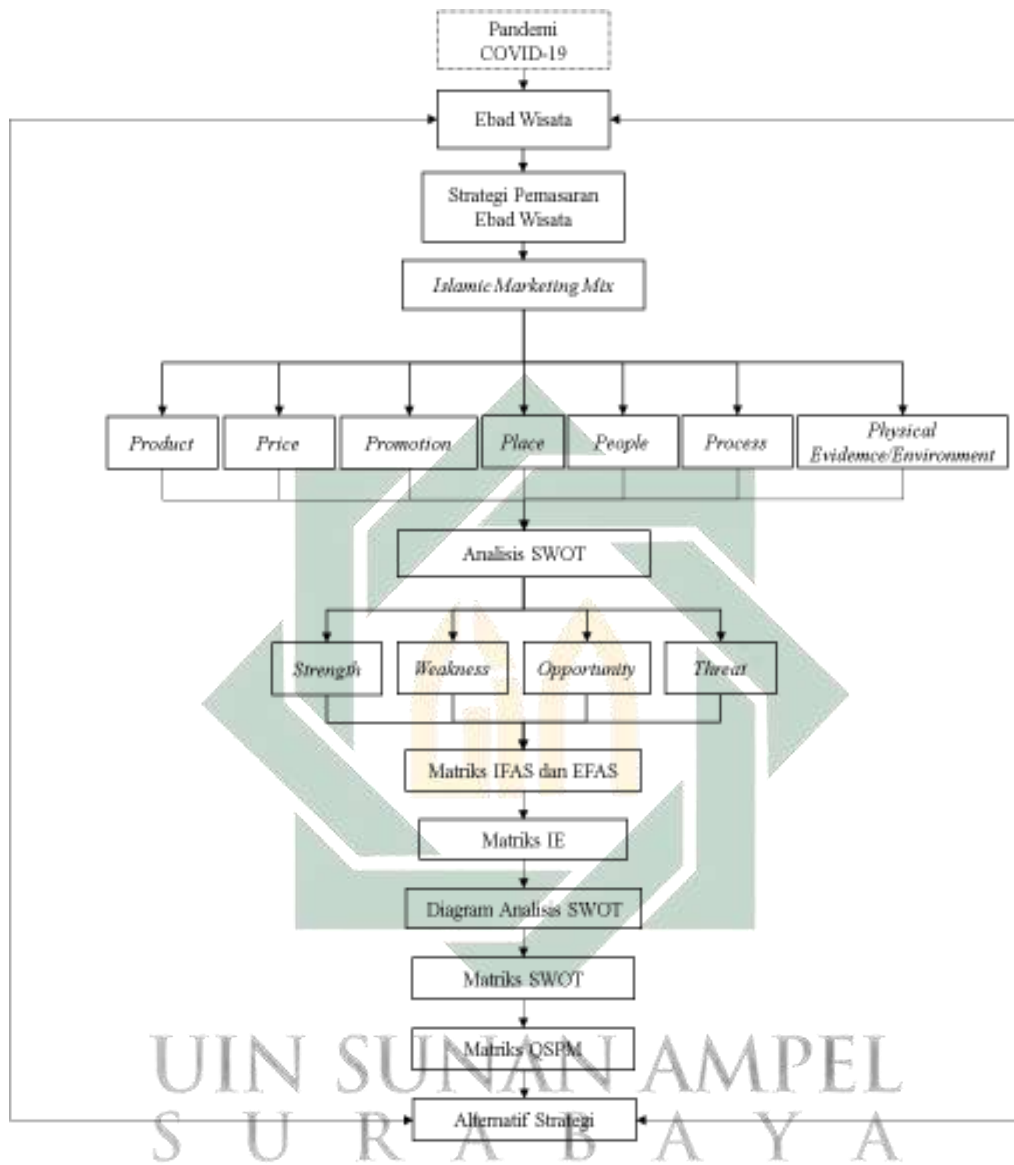 Pandemi
COVID-19
Ebad Wisata
Strategi Pemasaran
Ebad Wisata
Islamic Marketing Mix
Product
Price
Promotion
Place
People
Process
Physical
Evidemce/Environment
Analisis SWOT
Strength
Weakness
Opportunity
Threat
Matriks IFAS dan EFAS
Matriks IE
Diagram Analisis SWOT
Matriks SWOT
Matriks QSPM
UIN SUNAN AMPEL
Alternatif Strategi
SURABAYA